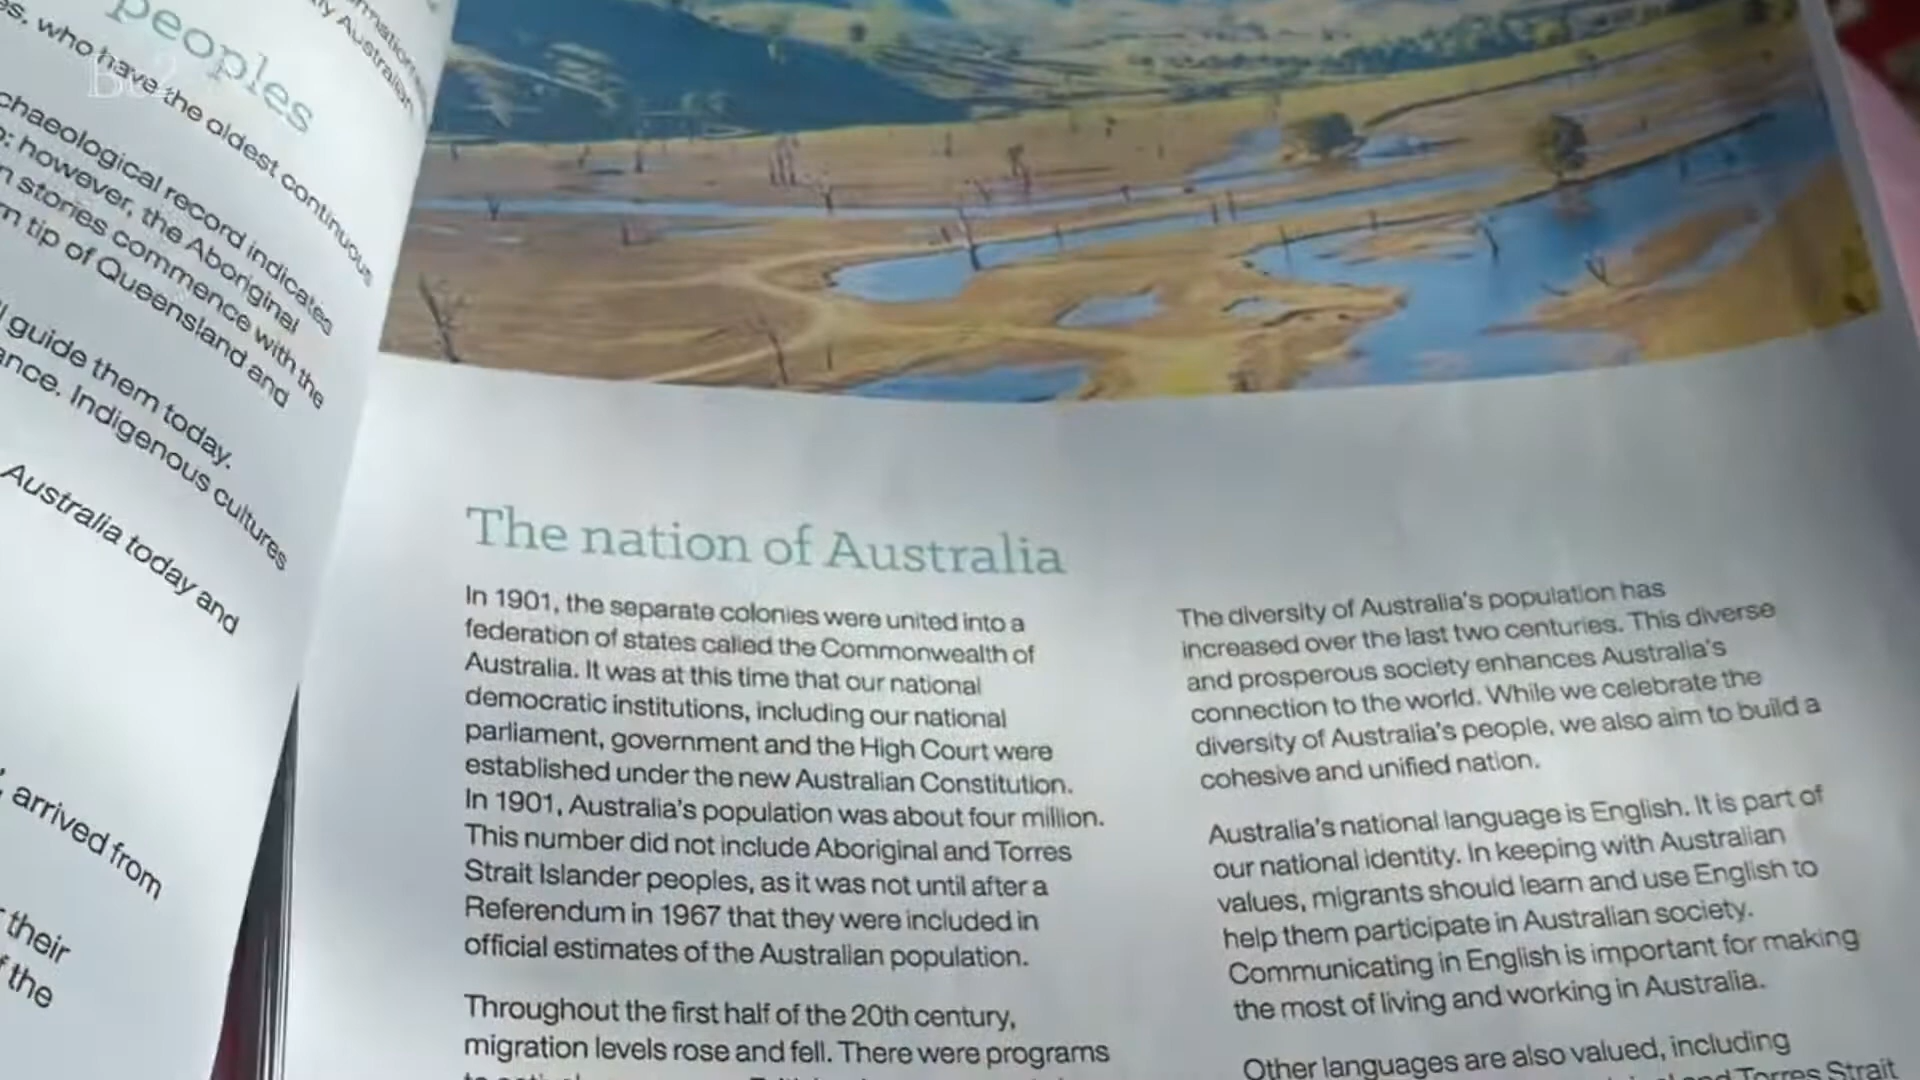 peoples
es, who have the oldest continuous
chaeological record indicates
however, the Aboriginal
stories commence with the
tip of Queensland and
guide them today.
ance. Indigenous cultures
Australia today and
arrived from
their
the
ly Australian
The nation of Australia
In 1901, the separate colonies were united into a
federation of states called the Commonwealth of
Australia. It was at this time that our national
democratic institutions, including our national
parliament, government and the High Court were
established under the new Australian Constitution.
In 1901, Australia's population was about four million.
This number did not include Aboriginal and Torres
Strait Islander peoples, as it was not until after a
Referendum in 1967 that they were included in
official estimates of the Australian population.
Throughout the first half of the 20th century,
migration levels rose and fell. There were programs
The diversity of Australia's population has
increased over the last two centuries. This diverse
and prosperous society enhances Australia's
connection to the world. While we celebrate the
diversity of Australia's people, we also aim to build a
cohesive and unified nation.
Australia's national language is English. It is part of
our national identity. In keeping with Australian
values, migrants should learn and use English to
help them participate in Australian society.
Communicating in English is important for making
the most of living and working in Australia.
Other languages are also valued, including
and Torres Strait